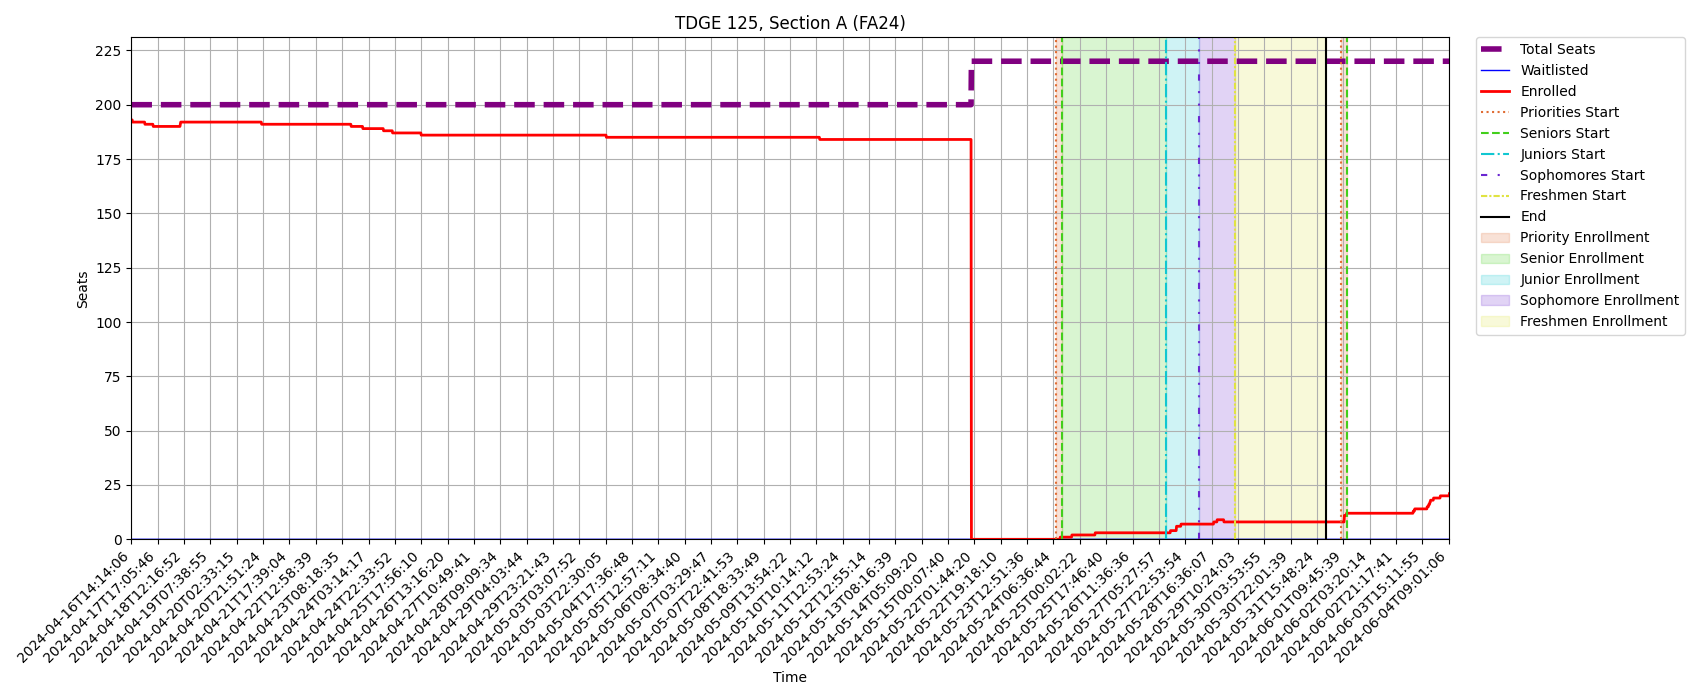 TDGE 125, Section A (FA24)
225
200
175
150
125
100
75
50
25
0
Seats
2024-04-16T14:14:06
2024-04-17T17:05:46
2024-04-18T12:16:52
2024-04-19T07:38:55
2024-04-20T02:33:15
2024-04-20T21:51:24
2024-04-21T17:39:04
2024-04-22T12:58:39
2024-04-23T08:18:35
2024-04-24T03:14:17
2024-04-24T22:33:52
2024-04-25T17:56:10
2024-04-26T13:16:20
2024-04-27T10:49:41
2024-04-28T09:09:34
2024-04-29T04:03:44
2024-04-29T23:21:43
2024-05-03T03:07:52
2024-05-03T22:30:05
2024-05-04T17:36:48
2024-05-05T12:57:11
2024-05-06T08:34:40
2024-05-07T03:29:47
2024-05-07T22:41:53
2024-05-08T18:33:49
2024-05-09T13:54:22
2024-05-10T10:14:12
2024-05-11T12:53:24
2024-05-12T12:55:14
2024-05-13T08:16:39
2024-05-14T05:09:20
2024-05-15T00:07:40
2024-05-22T01:44:20
2024-05-22T19:18:10
2024-05-23T12:51:36
2024-05-24T06:36:44
2024-05-25T00:02:22
2024-05-25T17:46:40
2024-05-26T11:36:36
2024-05-27T05:27:57
2024-05-27T22:53:54
2024-05-28T16:36:07
2024-05-29T10:24:03
2024-05-30T03:53:55
2024-05-30T22:01:39
2024-05-31T15:48:24
2024-06-01T09:45:39
2024-06-02T03:20:14
2024-06-02T21:17:41
2024-06-03T15:11:55
2024-06-04T09:01:06
Time
Total Seats
Waitlisted
Enrolled
Priorities Start
Seniors Start
Juniors Start
Sophomores Start
Freshmen Start
End
Priority Enrollment
Senior Enrollment
Junior Enrollment
Sophomore Enrollment
Freshmen Enrollment